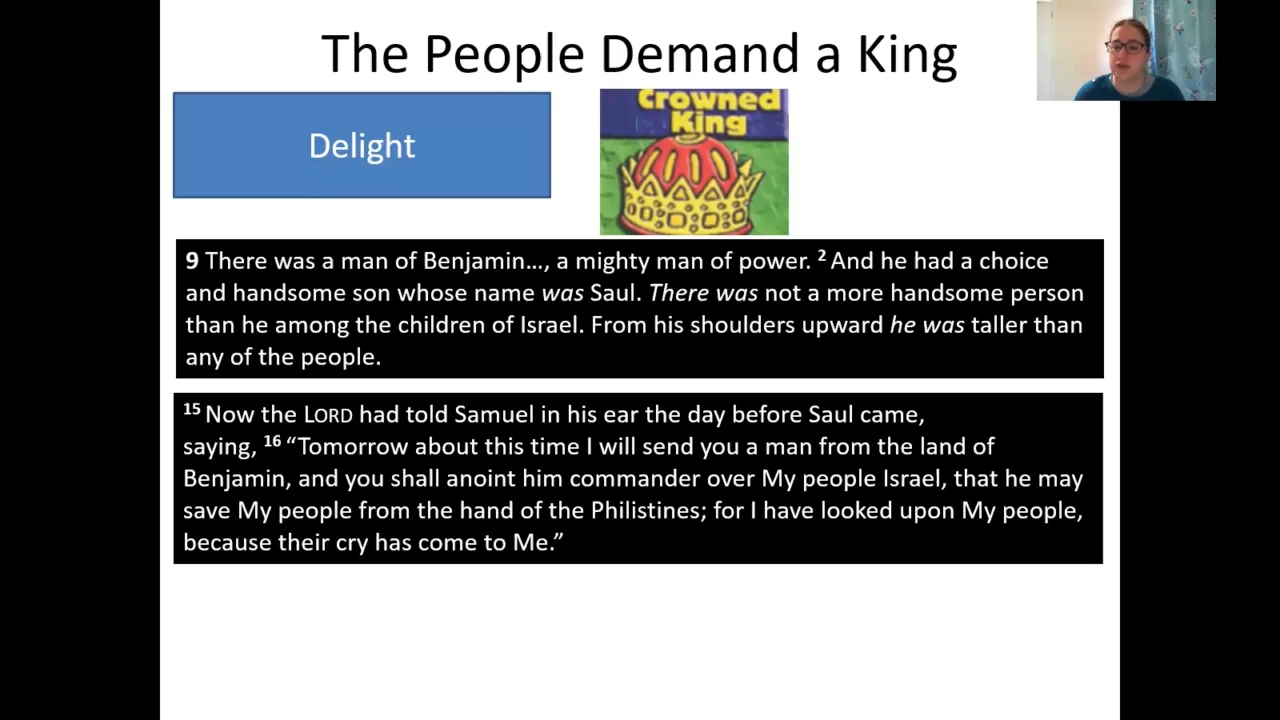 The People Demand a King
Delight
Crowned
King
9 There was a man of Benjamin…, a mighty man of power. 2 And he had a choice
and handsome son whose name was Saul. There was not a more handsome person
than he among the children of Israel. From his shoulders upward he was taller than
any of the people.
15 Now the LORD had told Samuel in his ear the day before Saul came,
saying, 16 “Tomorrow about this time I will send you a man from the land of
Benjamin, and you shall anoint him commander over My people Israel, that he may
save My people from the hand of the Philistines; for I have looked upon My people,
because their cry has come to Me.”